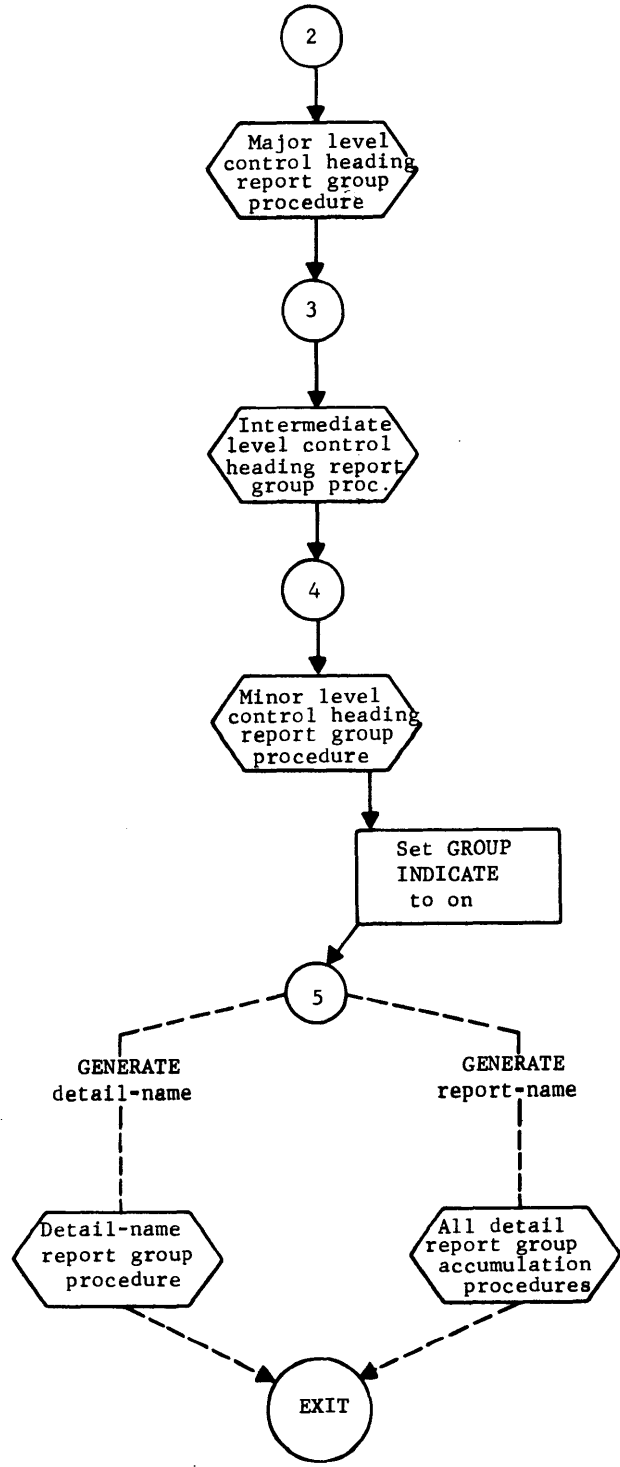 2
Major level
control heading
report group
procedure
3
Intermediate
level control
heading report
group proc.
4
Minor level
control heading
report group
procedure
Set GROUP
INDICATE
to on
5
GENERATE
detail-name
GENERATE
report-name
Detail-name
report group
procedure
All detail
report group
accumulation
procedures
EXIT